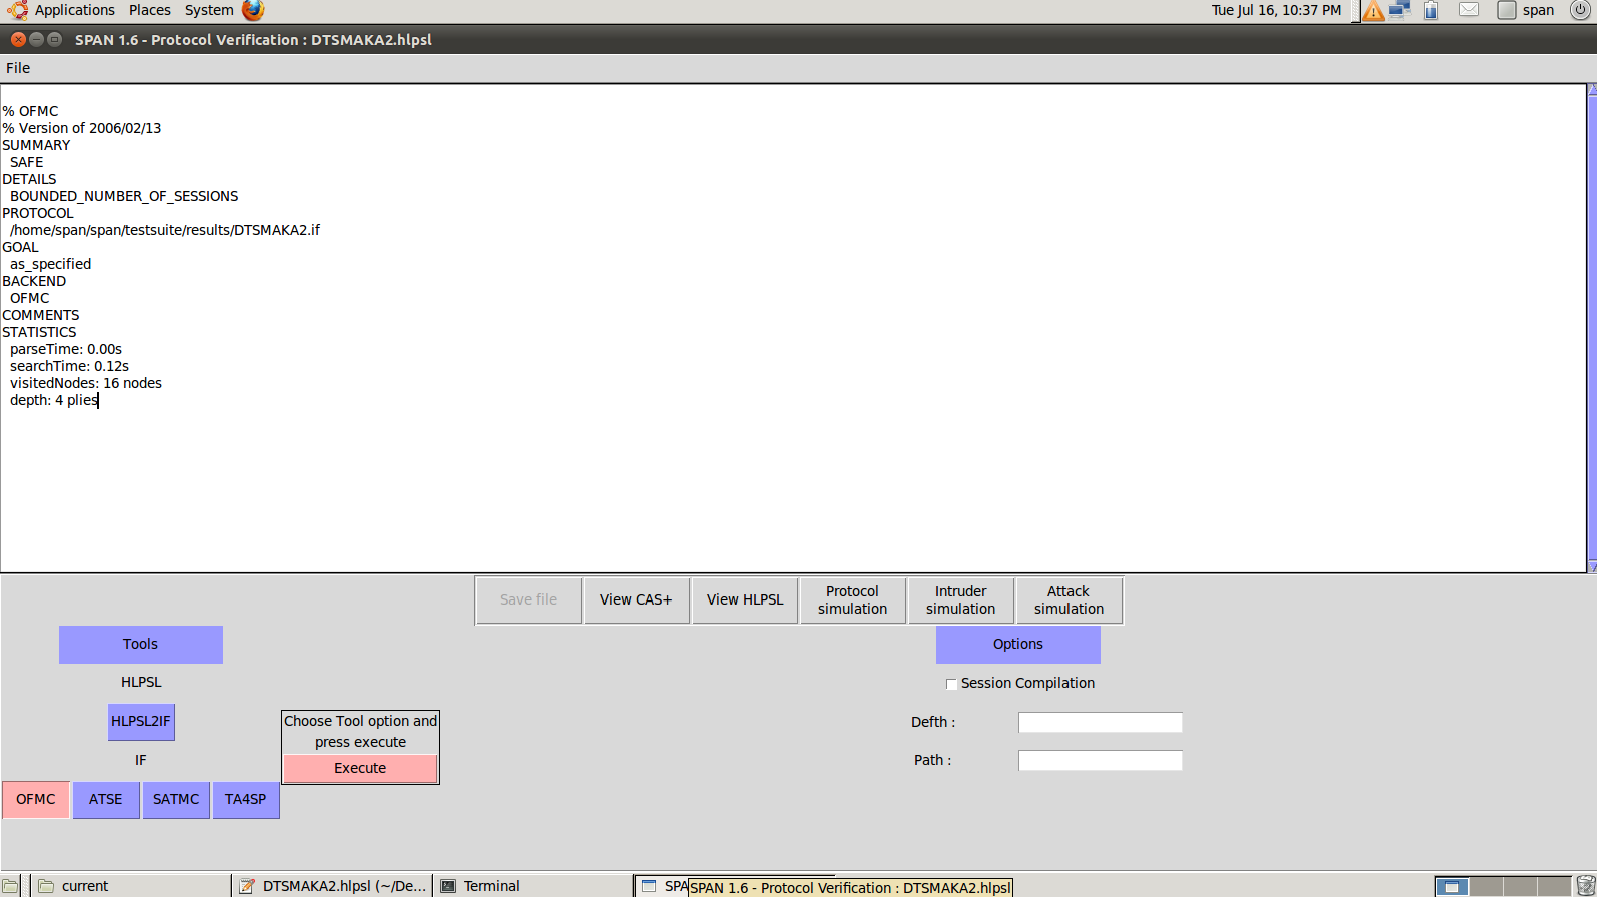 Applications Places System Tue Jul 16, 10:37 PM span
SPAN 1.6 - Protocol Verification : DTSMAKA2.hlpsl
File
% OFMC
% Version of 2006/02/13
SUMMARY
SAFE
DETAILS
BOUNDED_NUMBER_OF_SESSIONS
PROTOCOL
/home/span/span/testsuite/results/DTSMAKA2.if
GOAL
as_specified
BACKEND
OFMC
COMMENTS
STATISTICS
parseTime: 0.00s
searchTime: 0.12s
visitedNodes: 16 nodes
depth: 4 plies
Save file
View CAS+
View HLPSL
Protocol
simulation
Intruder
simulation
Attack
simulation
Tools
HLPSL
HLPSL2IF
IF
Choose Tool option and
press execute
Execute
OFMC ATSE SATMC TA4SP
Options
Session Compilation
Defth :
Path :
current
DTSMAKA2.hlpsl (~/De...
Terminal
SPA
SPAN 1.6 - Protocol Verification : DTSMAKA2.hlpsl